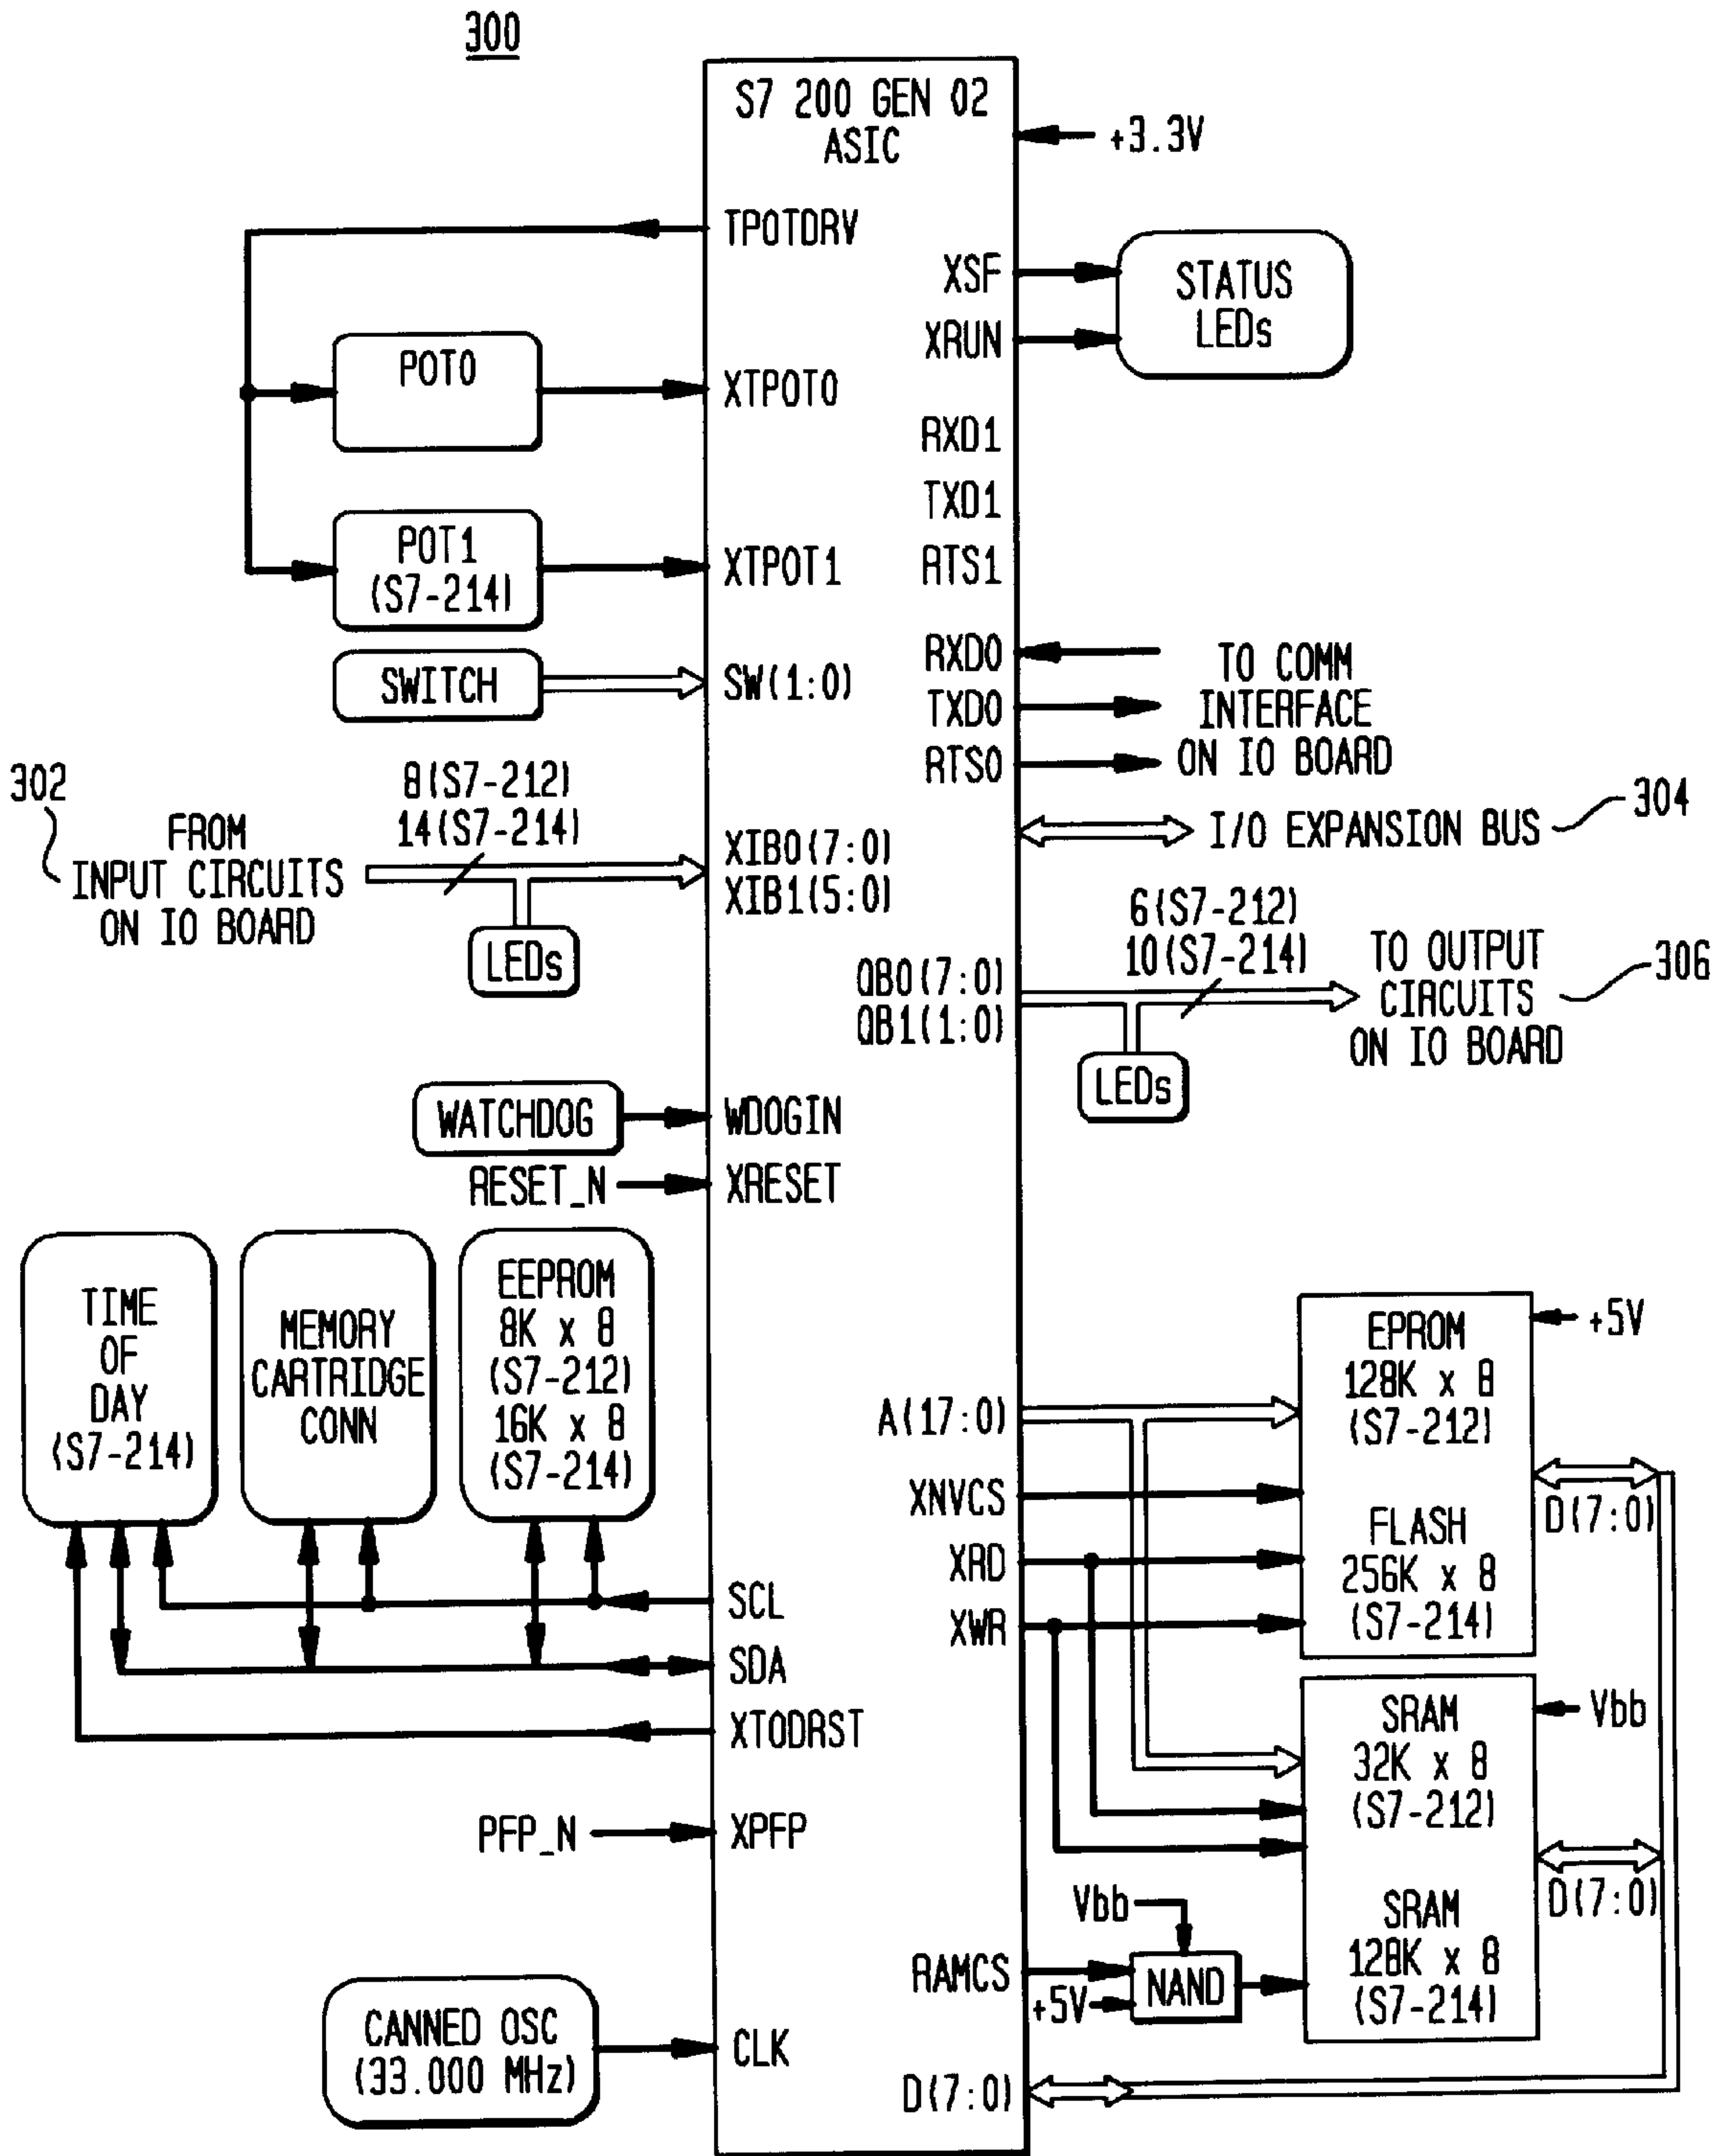 300
S7 200 GEN 02
ASIC
+3.3V
TPOTDRV
XSF
XRUN
STATUS
LEDs
POT0
XTPOT0
RXD1
TXD1
RTS1
POT1
(S7-214)
XTPOT1
SWITCH
SW(1:0)
RXD0
TXD0
RTS0
TO COMM
INTERFACE
ON IO BOARD
302
FROM
INPUT CIRCUITS
ON IO BOARD
8(S7-212)
14(S7-214)
XIB0(7:0)
XIB1(5:0)
LEDs
I/O EXPANSION BUS
304
QB0(7:0)
QB1(1:0)
6(S7-212)
10(S7-214)
TO OUTPUT
CIRCUITS
ON IO BOARD
306
LEDs
WATCHDOG
WDOGIN
RESET_N
XRESET
TIME
OF
DAY
(S7-214)
MEMORY
CARTRIDGE
CONN
EEPROM
8K x 8
(S7-212)
16K x 8
(S7-214)
SCL
SDA
XTODRST
PFP_N
XPFP
CANNED OSC
(33.000 MHz)
CLK
A(17:0)
XNVCS
XRD
XWR
EPROM
128K x 8
(S7-212)
FLASH
256K x 8
(S7-214)
+5V
D(7:0)
SRAM
32K x 8
(S7-212)
SRAM
128K x 8
(S7-214)
Vbb
D(7:0)
Vbb
RAMCS
+5V
NAND
D(7:0)